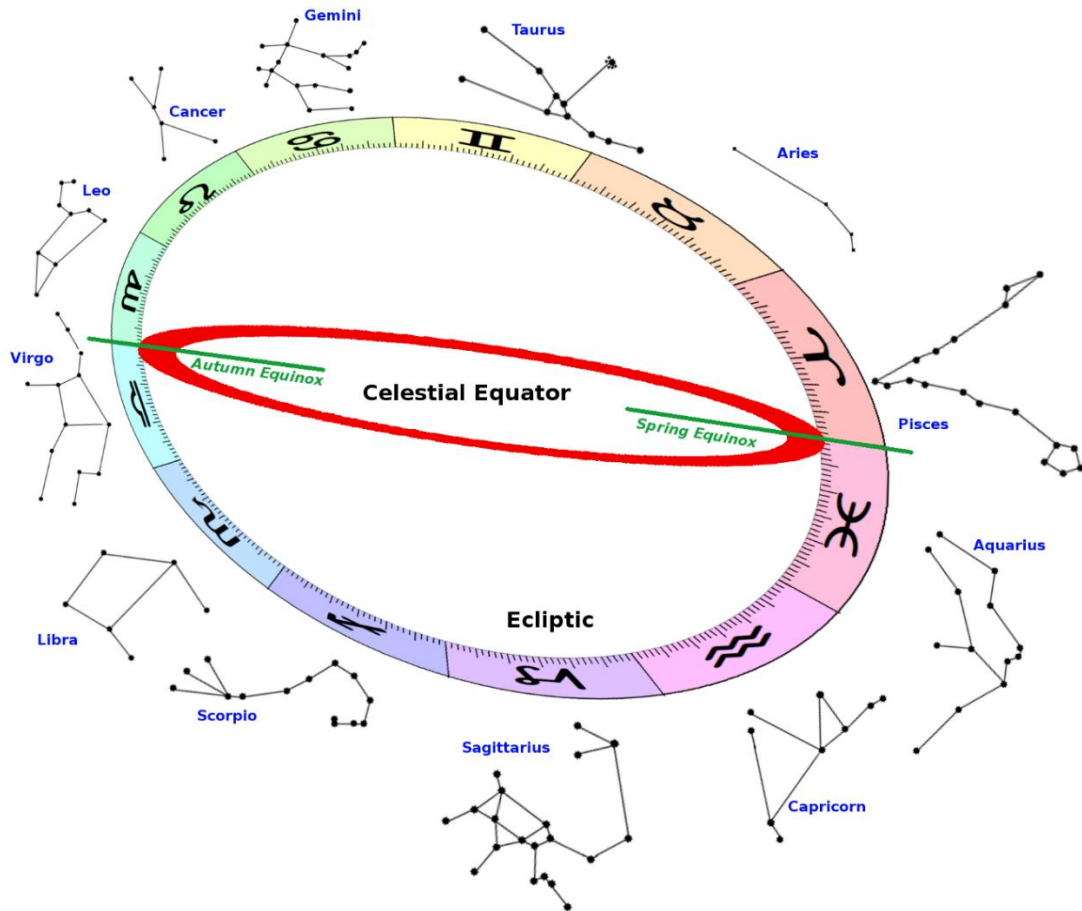 Gemini
Taurus
Cancer
Aries
Leo
Virgo
Autumn Equinox
Celestial Equator
Spring Equinox
Pisces
Aquarius
Ecliptic
Libra
Scorpio
Sagittarius
Capricorn